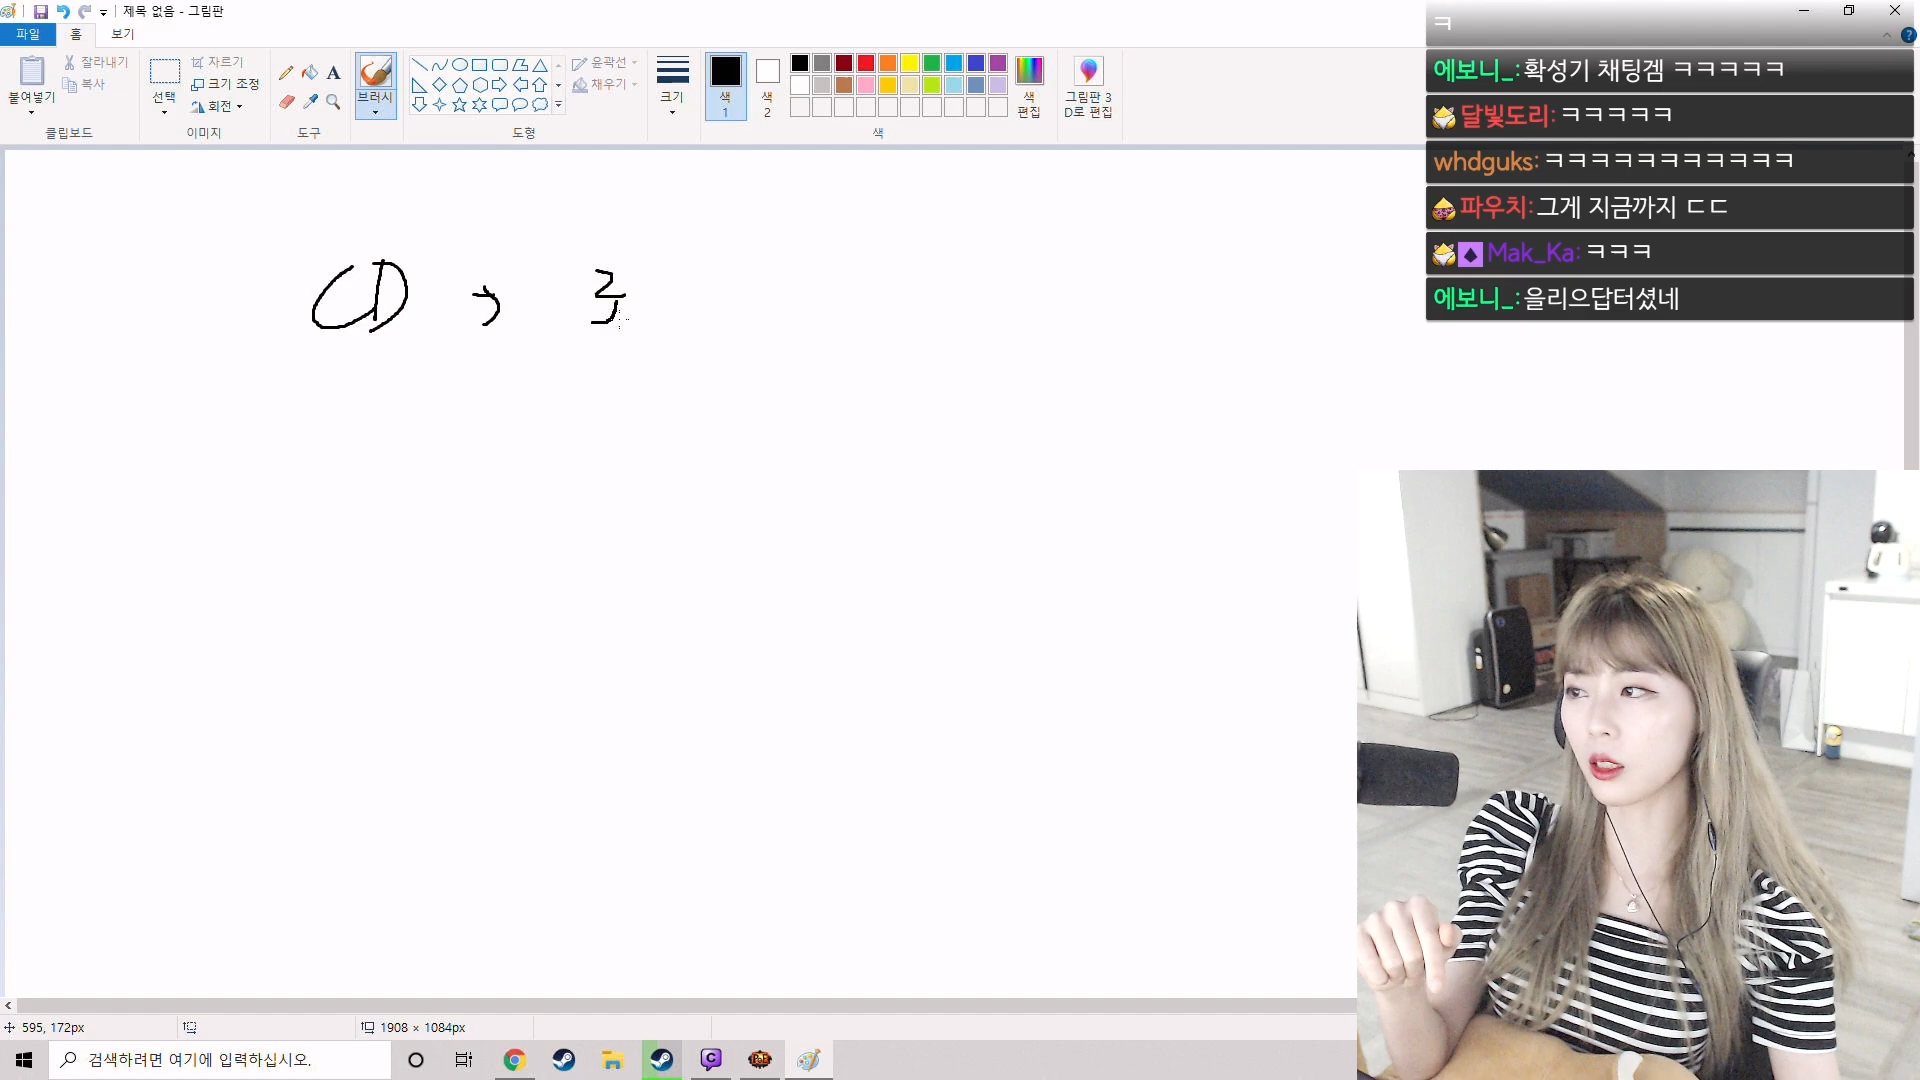 제목 없음 - 그림판
파일 홈 보기
붙여넣기
잘라내기
복사
클립보드
선택
자르기
크기 조정
회전
이미지
A
도구
브러시
윤곽선
채우기
도형
크기
색
1
색
2
색
편집
색
그림판 3
D로 편집
CD → 3
595, 172px
1908 × 1084px
검색하려면 여기에 입력하십시오.
ㅋ
에보니_: 확성기 채팅겜 ㅋㅋㅋㅋㅋ
달빛도리: ㅋㅋㅋㅋㅋ
whdguks: ㅋㅋㅋㅋㅋㅋㅋㅋㅋㅋㅋ
파우치: 그게 지금까지 ㄷㄷ
Mak_Ka: ㅋㅋㅋ
에보니_: 을리으답터셨네